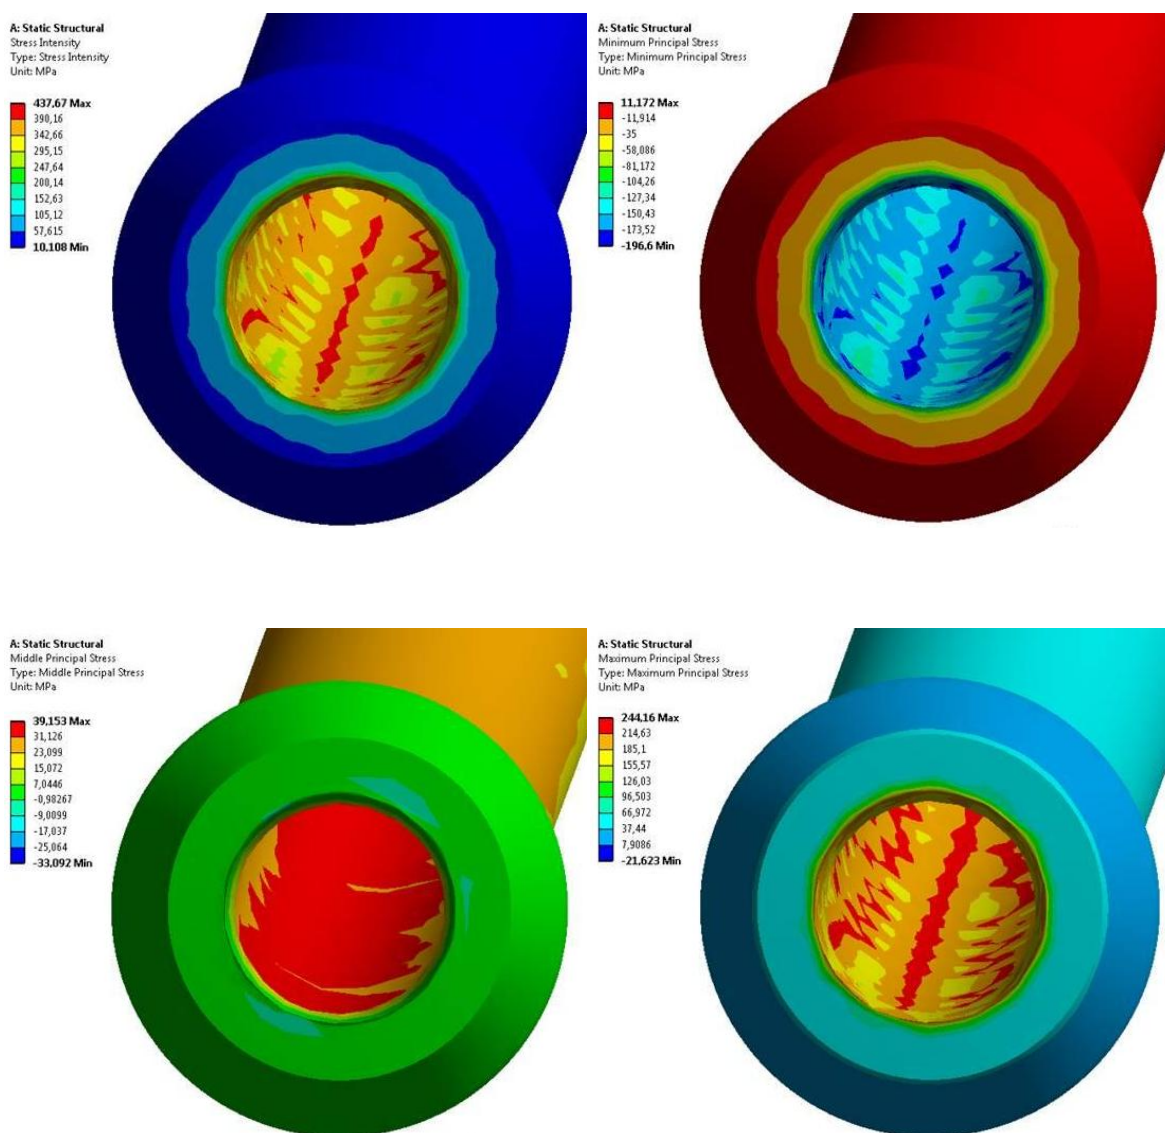 A: Static Structural
Stress Intensity
Type: Stress Intensity
Unit: MPa
437,67 Max
390,16
342,66
295,15
247,64
200,14
152,63
105,12
57,615
10,108 Min
A: Static Structural
Minimum Principal Stress
Type: Minimum Principal Stress
Unit: MPa
11,172 Max
-11,914
-35
-58,086
-81,172
-104,26
-127,34
-150,43
-173,52
-196,6 Min
A: Static Structural
Middle Principal Stress
Type: Middle Principal Stress
Unit: MPa
39,153 Max
31,126
23,099
15,072
7,0446
-0,98267
-9,0099
-17,037
-25,064
-33,092 Min
A: Static Structural
Maximum Principal Stress
Type: Maximum Principal Stress
Unit: MPa
244,16 Max
214,63
185,1
155,57
126,03
96,503
66,972
37,44
7,9086
-21,623 Min